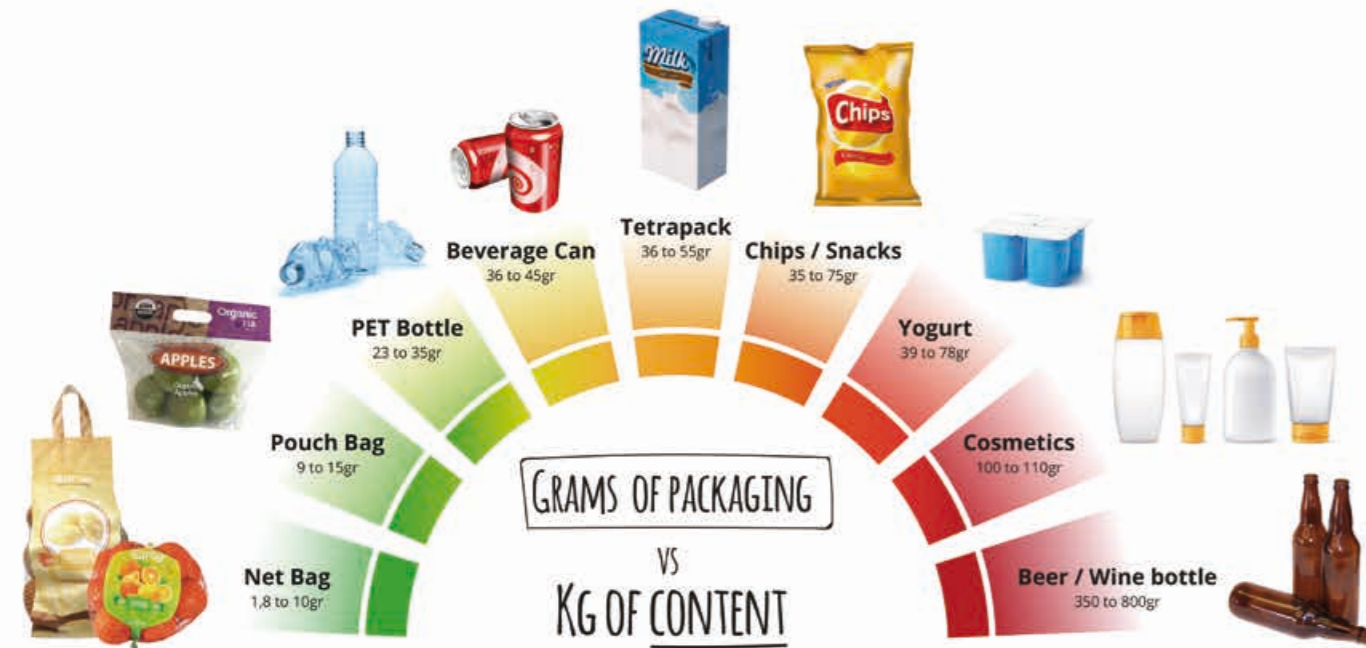 Milk
Chips
Tetrapack
36 to 55gr
Beverage Can
36 to 45gr
Chips / Snacks
35 to 75gr
Organic
APPLES
Organic
Apples
PET Bottle
23 to 35gr
Yogurt
39 to 78gr
Pouch Bag
9 to 15gr
Cosmetics
100 to 110gr
GRAMS OF PACKAGING
VS
KG OF CONTENT
Net Bag
1,8 to 10gr
Beer / Wine bottle
350 to 800gr